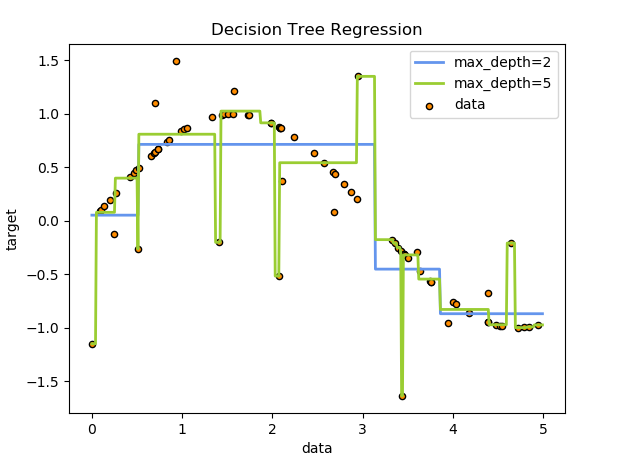 Decision Tree Regression
max_depth=2
max_depth=5
data
1.5
1.0
0.5
0.0
−0.5
−1.0
−1.5
target
0 1 2 3 4 5
data